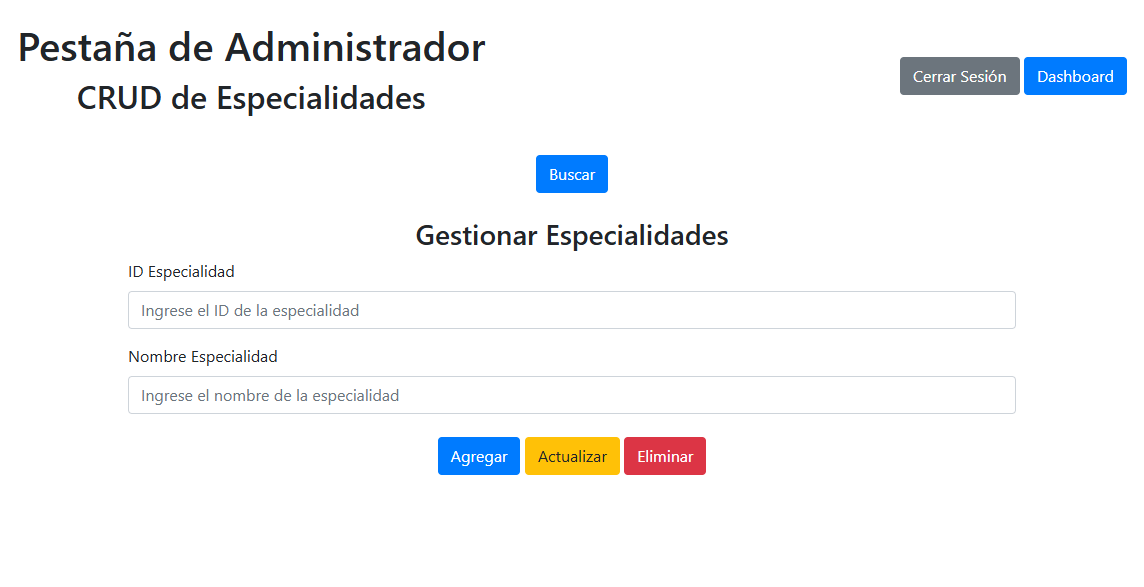 Pestaña de Administrador
CRUD de Especialidades
Cerrar Sesión
Dashboard
Buscar
Gestionar Especialidades
ID Especialidad
Ingrese el ID de la especialidad
Nombre Especialidad
Ingrese el nombre de la especialidad
Agregar
Actualizar
Eliminar